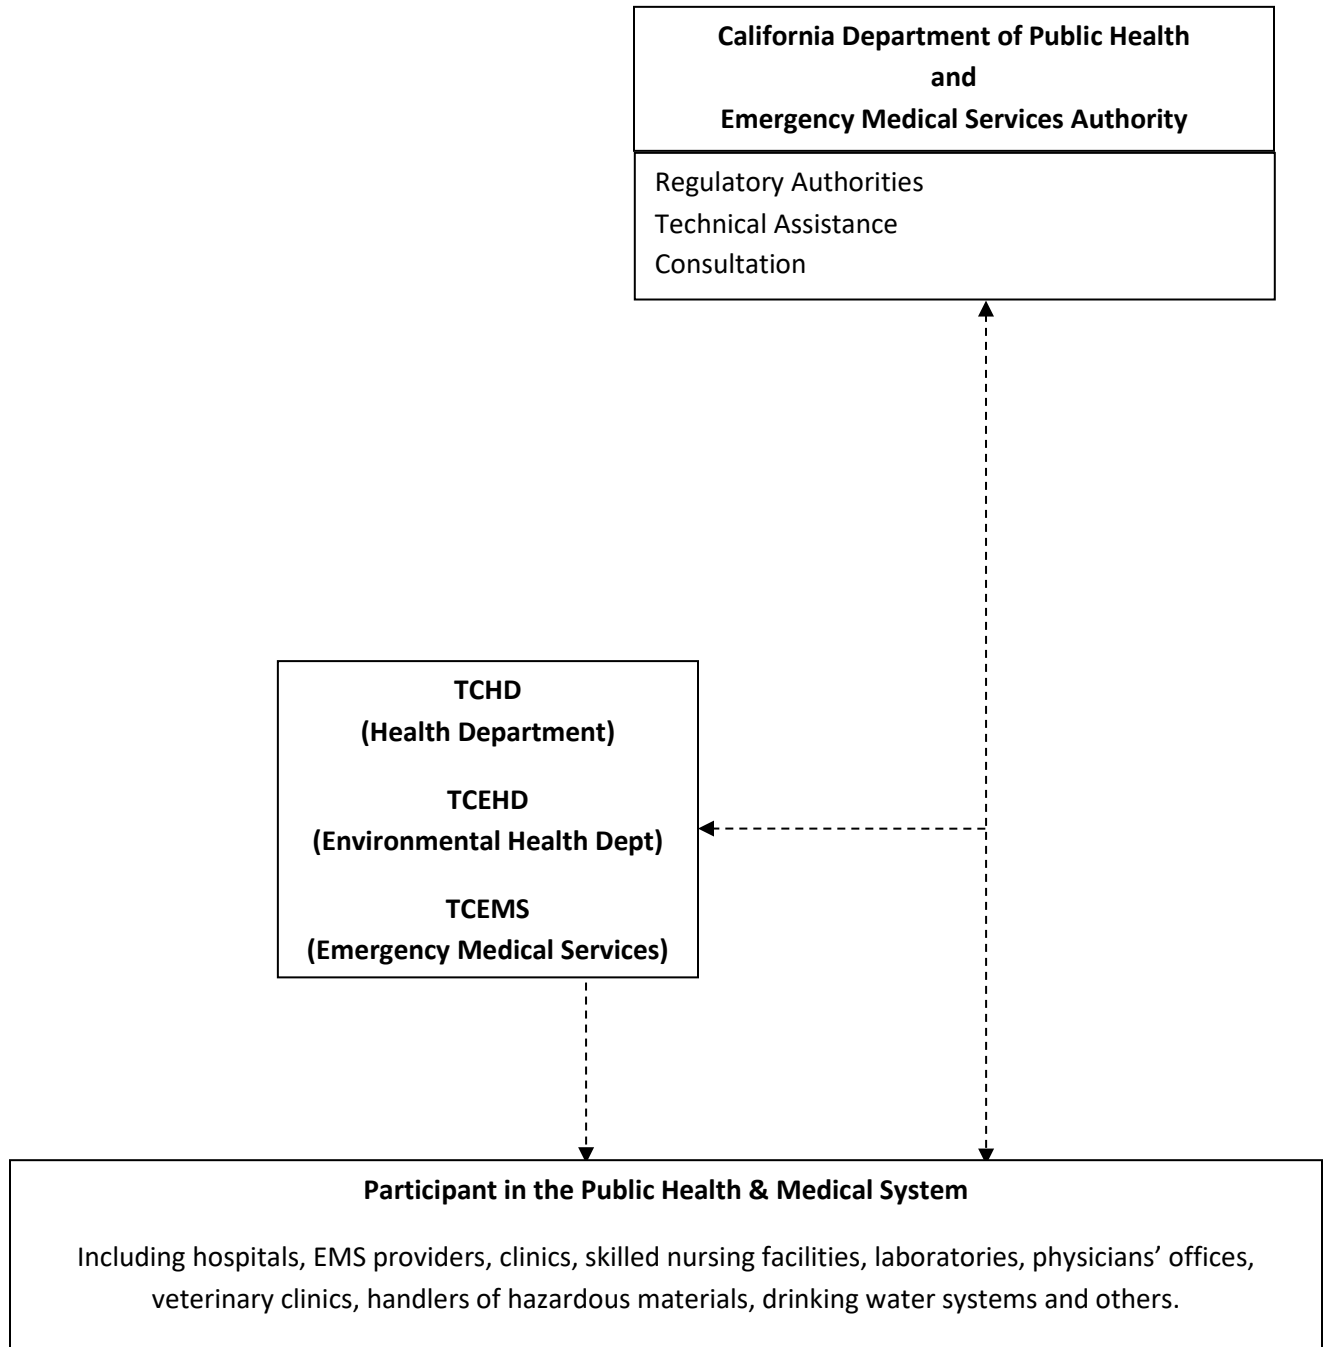 California Department of Public Health
and
Emergency Medical Services Authority
Regulatory Authorities
Technical Assistance
Consultation
TCHD
(Health Department)
TCEHD
(Environmental Health Dept)
TCEMS
(Emergency Medical Services)
Participant in the Public Health & Medical System
Including hospitals, EMS providers, clinics, skilled nursing facilities, laboratories, physicians’ offices,
veterinary clinics, handlers of hazardous materials, drinking water systems and others.